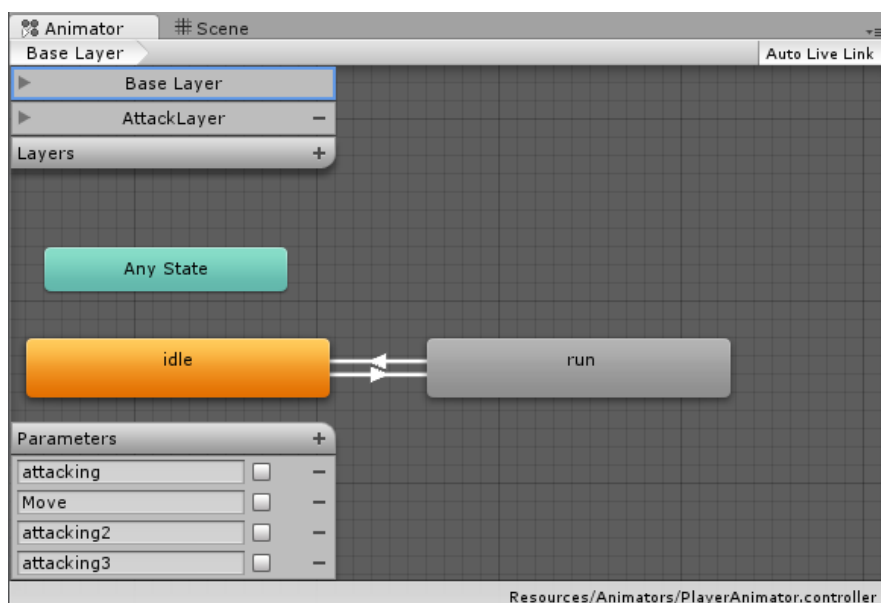 Animator
Scene
Base Layer
Auto Live Link
Base Layer
AttackLayer
Layers
Any State
idle
run
Parameters
attacking
Move
attacking2
attacking3
Resources/Animators/PlayerAnimator.controller